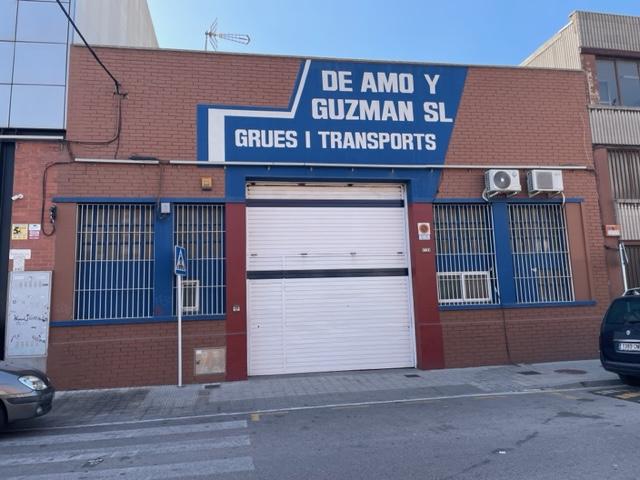 DE AMO Y
GUZMAN SL
GRUES I TRANSPORTS